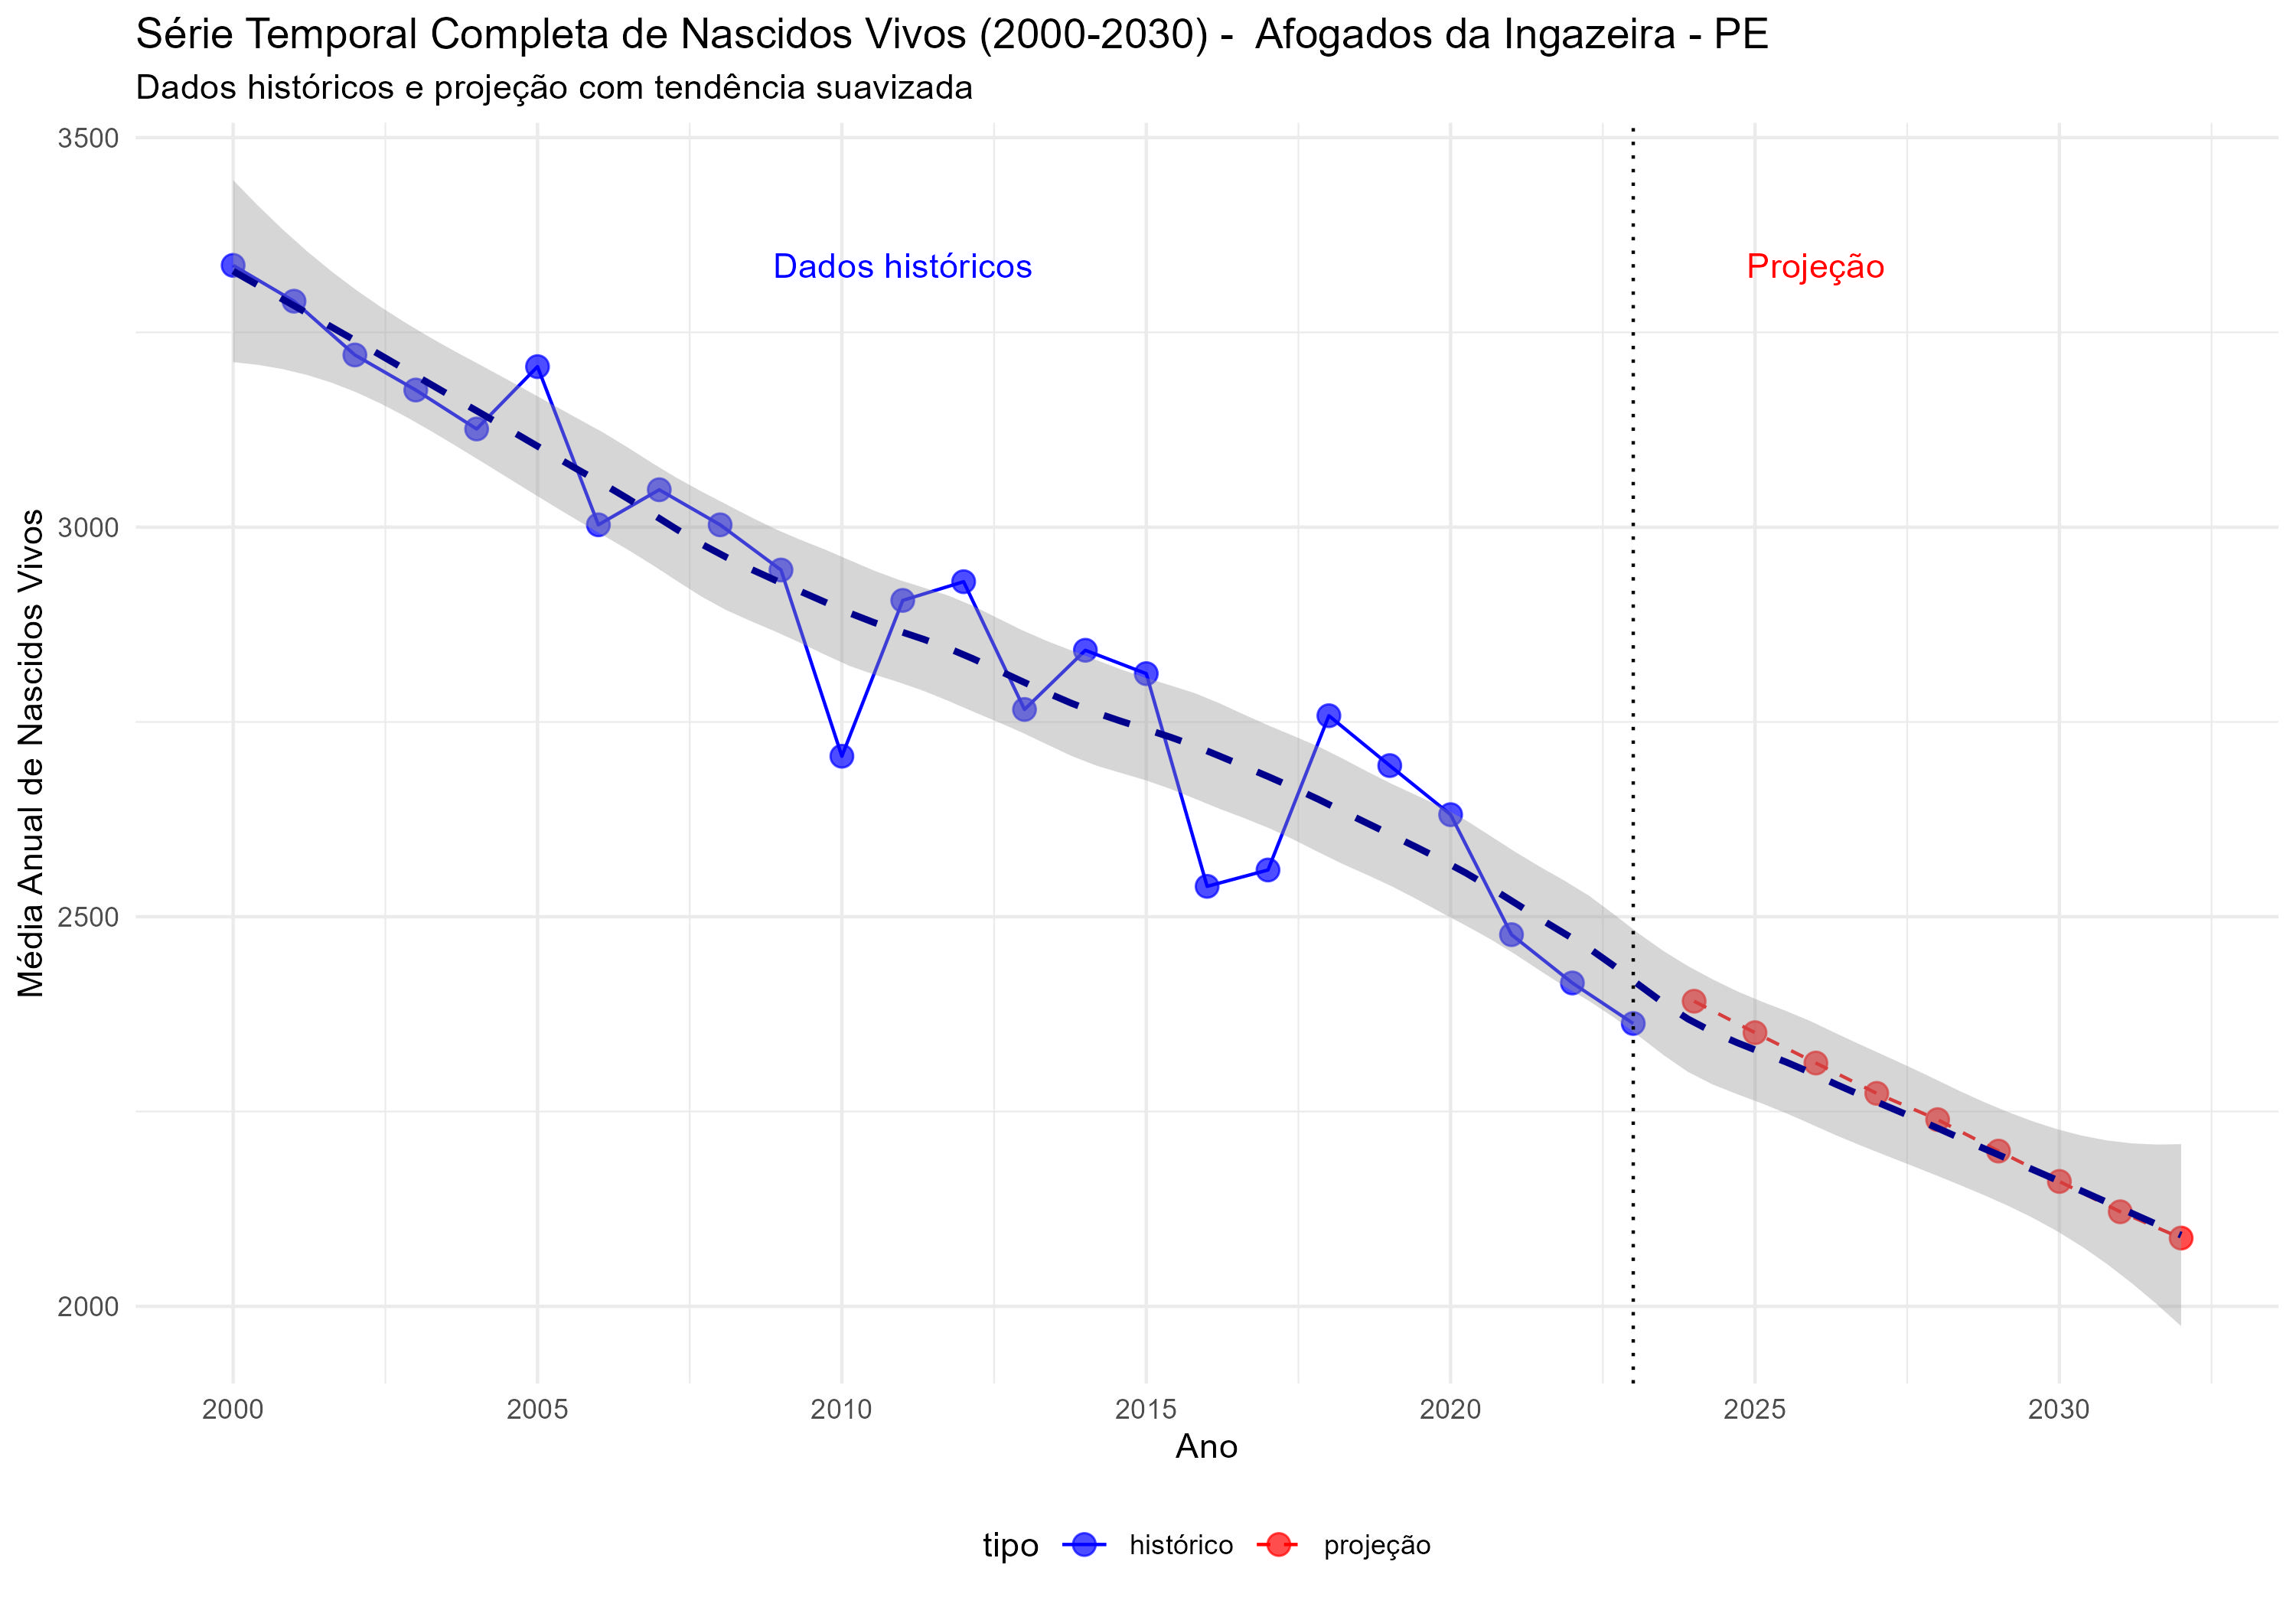 Série Temporal Completa de Nascidos Vivos (2000-2030) -  Afogados da Ingazeira - PE
Dados históricos e projeção com tendência suavizada
Média Anual de Nascidos Vivos
3500
3000
2500
2000
Dados históricos
Projeção
2000
2005
2010
2015
2020
2025
2030
Ano
tipo
histórico
projeção